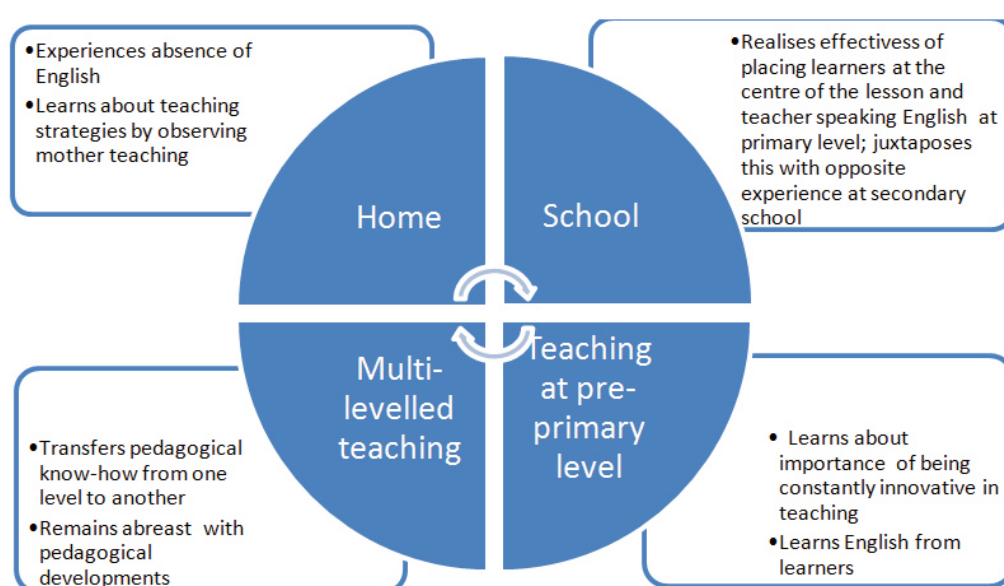 •Experiences absence of
English
•Learns about teaching
strategies by observing
mother teaching
Home
School
•Realises effectivess of
placing learners at the
centre of the lesson and
teacher speaking English at
primary level; juxtaposes
this with opposite
experience at secondary
school
•Transfers pedagogical
know-how from one
level to another
•Remains abreast with
pedagogical
developments
Multi-
levelled
teaching
Teaching
at pre-
primary
level
• Learns about
importance of being
constantly innovative in
teaching
•Learns English from
learners